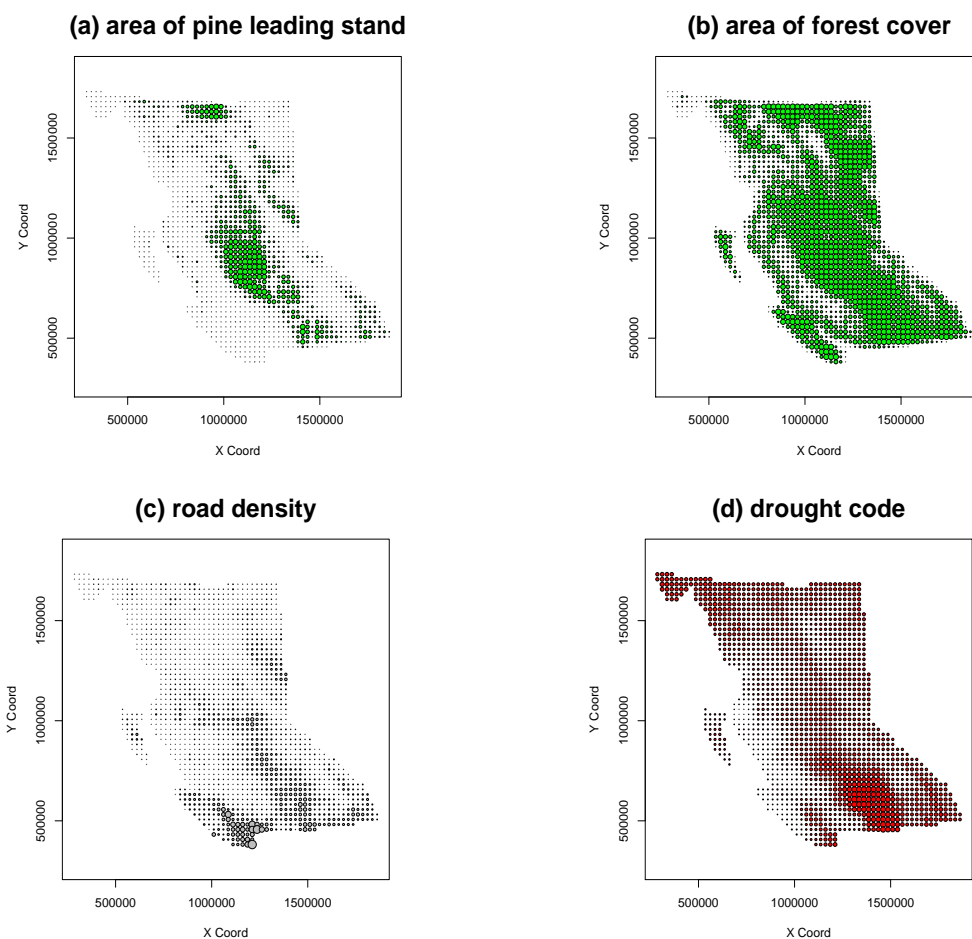 (a) area of pine leading stand
(b) area of forest cover
1500000
1000000
500000
Y Coord
500000 1000000 1500000
X Coord
1500000
1000000
500000
Y Coord
500000 1000000 1500000
X Coord
(c) road density
(d) drought code
1500000
1000000
500000
Y Coord
500000 1000000 1500000
X Coord
1500000
1000000
500000
Y Coord
500000 1000000 1500000
X Coord